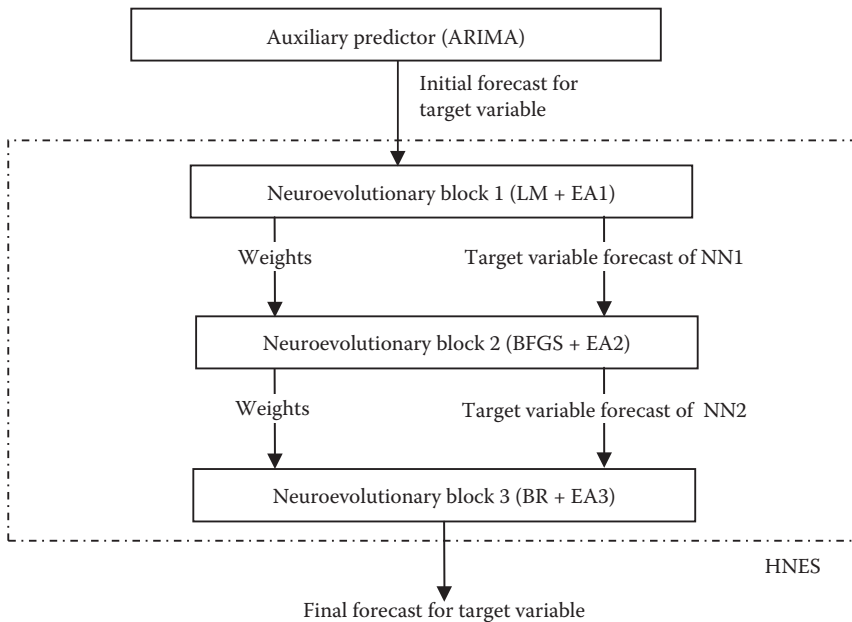 Auxiliary predictor (ARIMA)
Initial forecast for
target variable
Neuroevolutionary block 1 (LM + EA1)
Weights
Target variable forecast of NN1
Neuroevolutionary block 2 (BFGS + EA2)
Weights
Target variable forecast of NN2
Neuroevolutionary block 3 (BR + EA3)
HNES
Final forecast for target variable